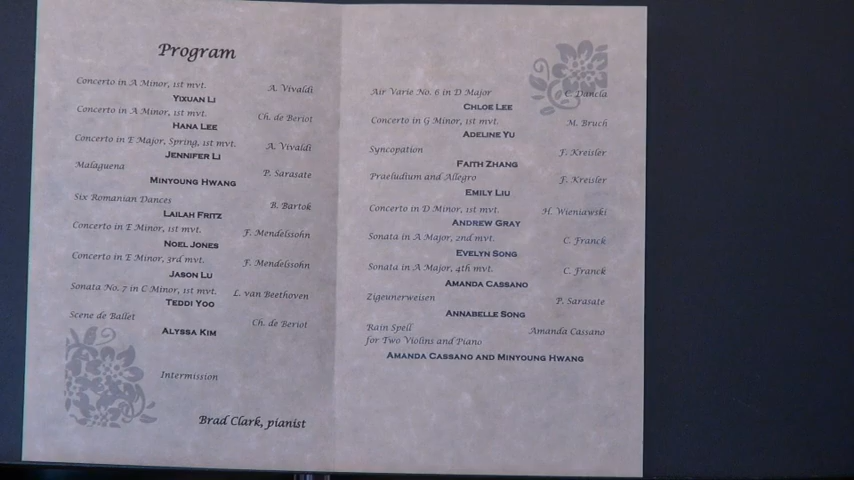 Program
Concerto in A Minor, 1st mvt. A. Vivaldi
Yixuan Li
Concerto in A Minor, 1st mvt. Ch. de Beriot
Hana Lee
Concerto in E Major, Spring, 1st mvt. A. Vivaldi
Jennifer Li
Malaguena P. Sarasate
Minyoung Hwang
Six Romanian Dances B. Bartok
Lailah Fritz
Concerto in E Minor, 1st mvt. F. Mendelssohn
Noel Jones
Concerto in E Minor, 3rd mvt. F. Mendelssohn
Jason Lu
Sonata No. 7 in C Minor, 1st mvt. L. van Beethoven
Teddi Yoo
Scene de Ballet Ch. de Beriot
Alyssa Kim
Intermission
Brad Clark, pianist
Air Varie No. 6 in D Major C. Dancla
Chloe Lee
Concerto in G Minor, 1st mvt. M. Bruch
Adeline Yu
Syncopation F. Kreisler
Faith Zhang
Praeludium and Allegro F. Kreisler
Emily Liu
Concerto in D Minor, 1st mvt. H. Wieniawski
Andrew Gray
Sonata in A Major, 2nd mvt. C. Franck
Evelyn Song
Sonata in A Major, 4th mvt. C. Franck
Amanda Cassano
Zigeunerweisen P. Sarasate
Annabelle Song
Rain Spell Amanda Cassano
for Two Violins and Piano
Amanda Cassano and Minyoung Hwang